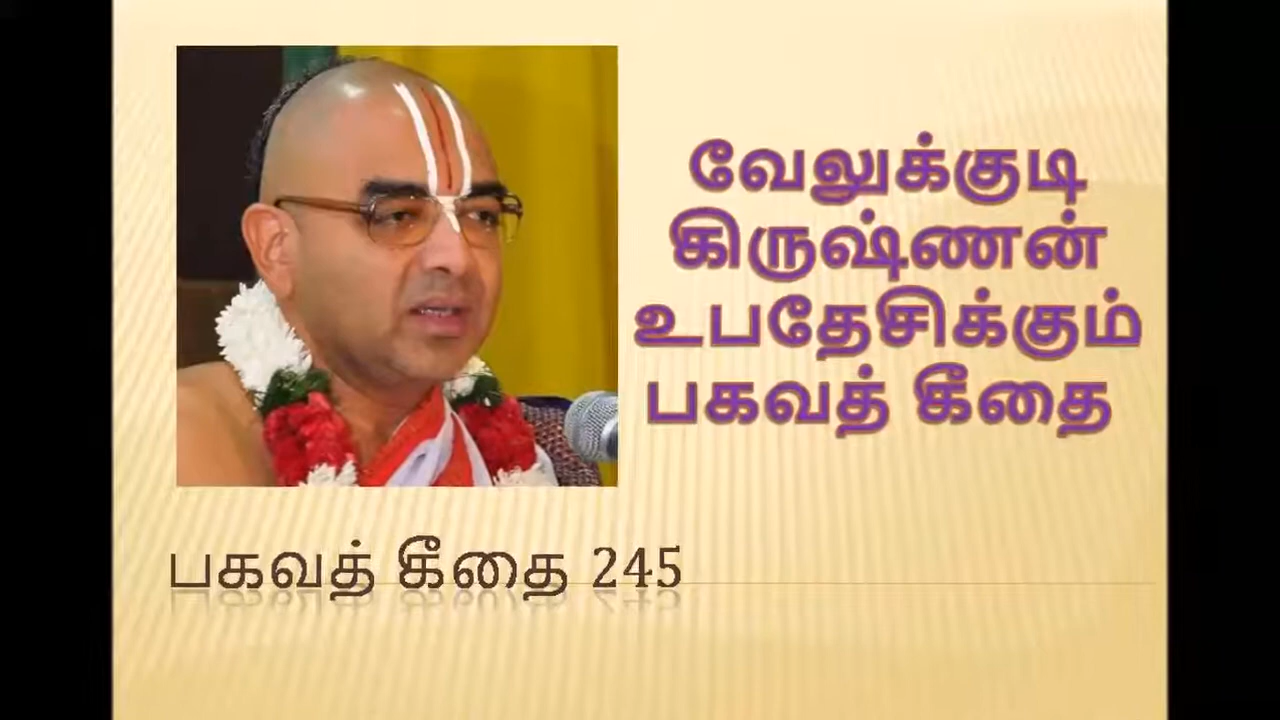 வேலுக்குடி
கிருஷ்ணன்
உபதேசிக்கும்
பகவத் கீதை
பகவத் கீதை 245